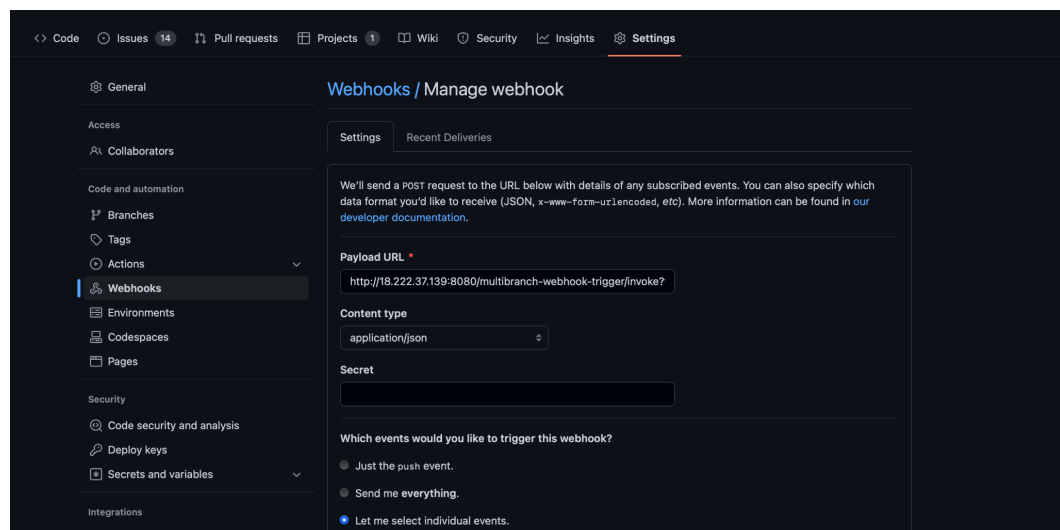 Code Issues 14 Pull requests Projects 1 Wiki Security Insights Settings
General
Access
Collaborators
Code and automation
Branches
Tags
Actions
Webhooks
Environments
Codespaces
Pages
Security
Code security and analysis
Deploy keys
Secrets and variables
Integrations
Webhooks / Manage webhook
Settings Recent Deliveries
We'll send a POST request to the URL below with details of any subscribed events. You can also specify which
data format you'd like to receive (JSON, x-www-form-urlencoded, etc). More information can be found in our
developer documentation.
Payload URL *
http://18.222.37.139:8080/multibranch-webhook-trigger/invoke?
Content type
application/json
Secret
Which events would you like to trigger this webhook?
Just the push event.
Send me everything.
Let me select individual events.